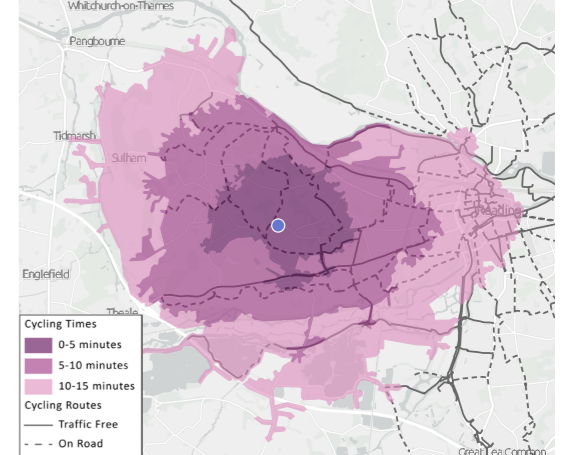 Whitchurch-on-Thames
Pangbourne
Tidmarsh
Sulham
Reading
Englefield
Theale
Cycling Times
0-5 minutes
5-10 minutes
10-15 minutes
Cycling Routes
Traffic Free
On Road
Great Lea Common